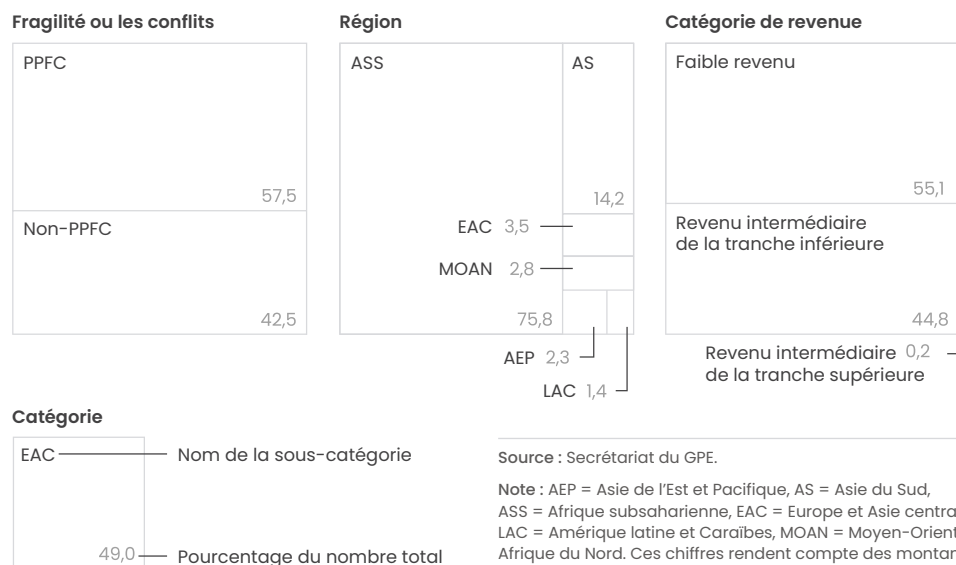 Fragilité ou les conflits
PPFC
57,5
Non-PPFC
42,5
Région
ASS
75,8
AS
14,2
EAC 3,5
MOAN 2,8
AEP 2,3
LAC 1,4
Catégorie de revenue
Faible revenu
55,1
Revenu intermédiaire
de la tranche inférieure
44,8
Revenu intermédiaire 0,2
de la tranche supérieure
Catégorie
EAC
Nom de la sous-catégorie
49,0
Pourcentage du nombre total
Source : Secrétariat du GPE.
Note : AEP = Asie de l'Est et Pacifique, AS = Asie du Sud,
ASS = Afrique subsaharienne, EAC = Europe et Asie
LAC = Amérique latine et Caraïbes, MOAN = Moyen-Orient
Afrique du Nord. Ces chiffres rendent compte des